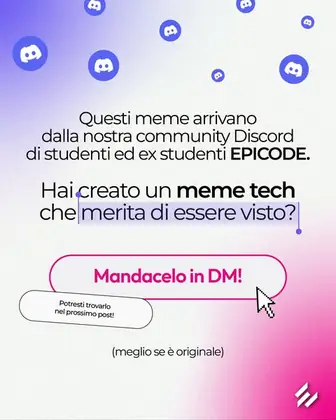 Questi meme arrivano
dalla nostra community Discord
di studenti ed ex studenti EPICODE.
Hai creato un meme tech
che merita di essere visto?
Mandacelo in DM!
Potresti trovarlo
nel prossimo post!
(meglio se è originale)